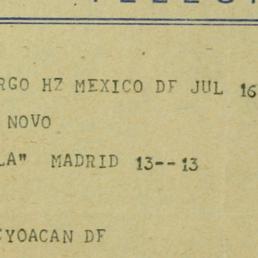 RGO HZ MEXICO DF JUL 16
NOVO
LA" MADRID 13--13
YOACAN DF